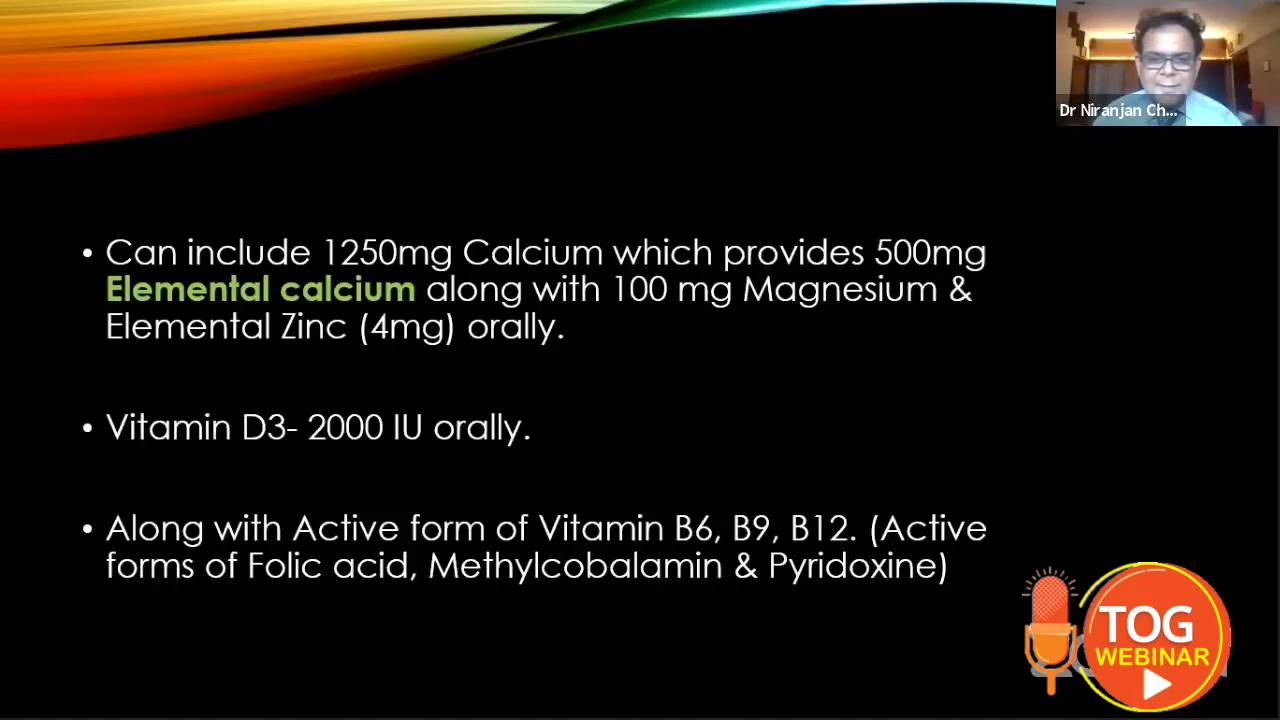 Dr Niranjan Ch...
• Can include 1250mg Calcium which provides 500mg
Elemental calcium along with 100 mg Magnesium &
Elemental Zinc (4mg) orally.
• Vitamin D3- 2000 IU orally.
• Along with Active form of Vitamin B6, B9, B12. (Active
forms of Folic acid, Methylcobalamin & Pyridoxine)
TOG
WEBINAR